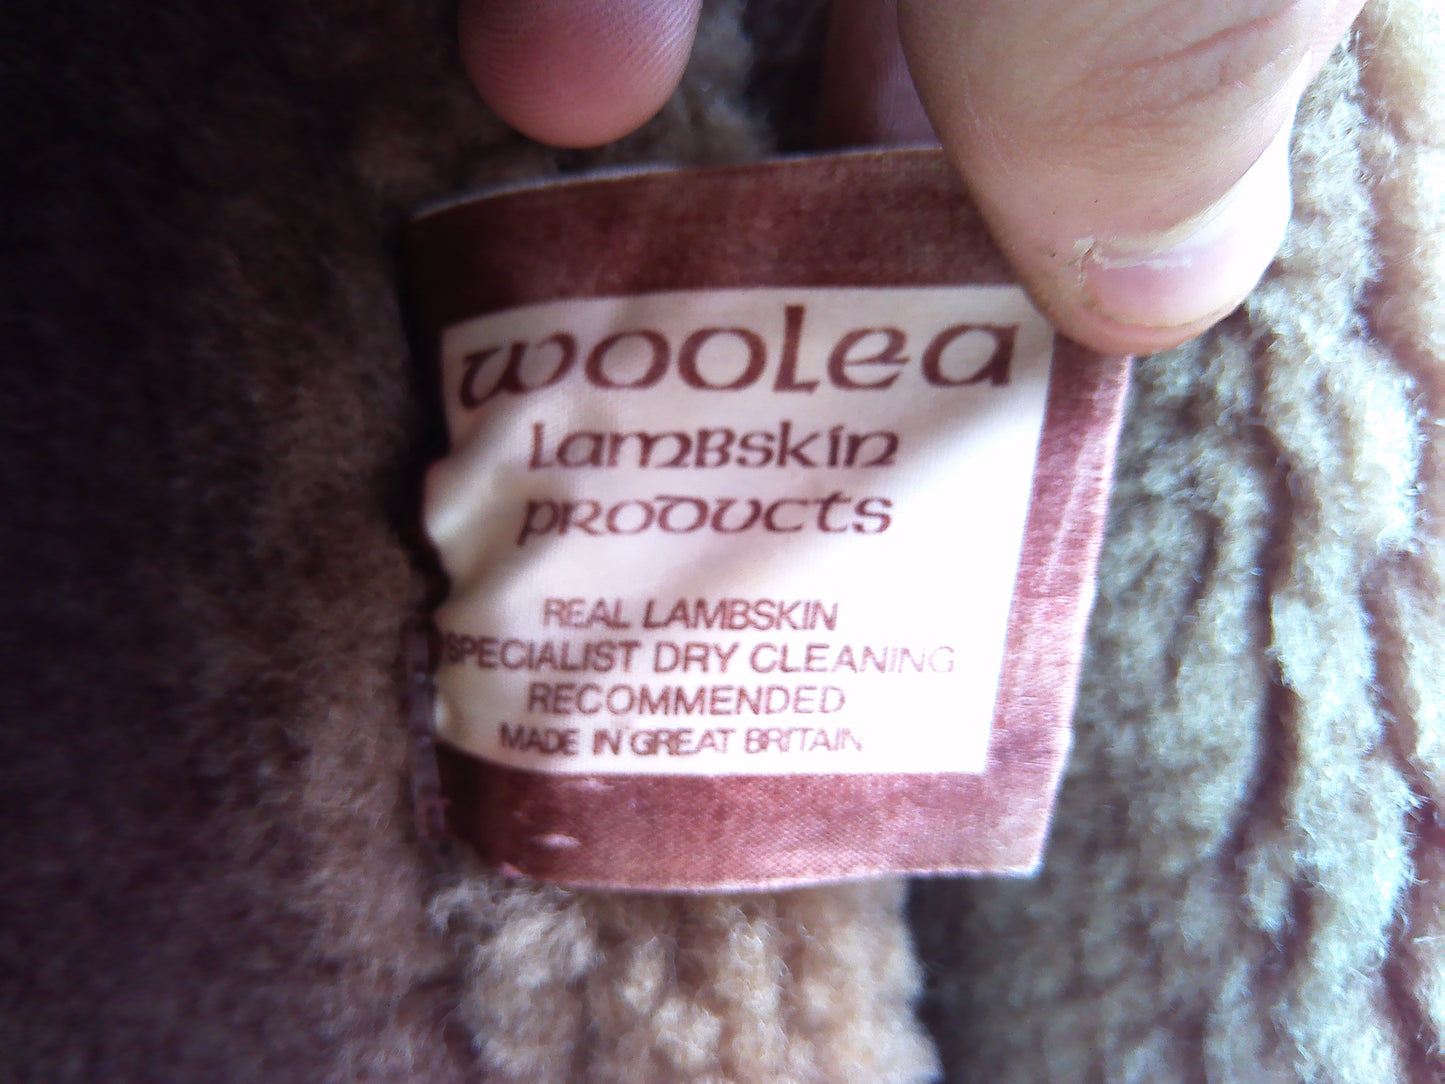 woolea
Lambskin
products
REAL LAMBSKIN
SPECIALIST DRY CLEANING
RECOMMENDED
MADE IN GREAT BRITAIN